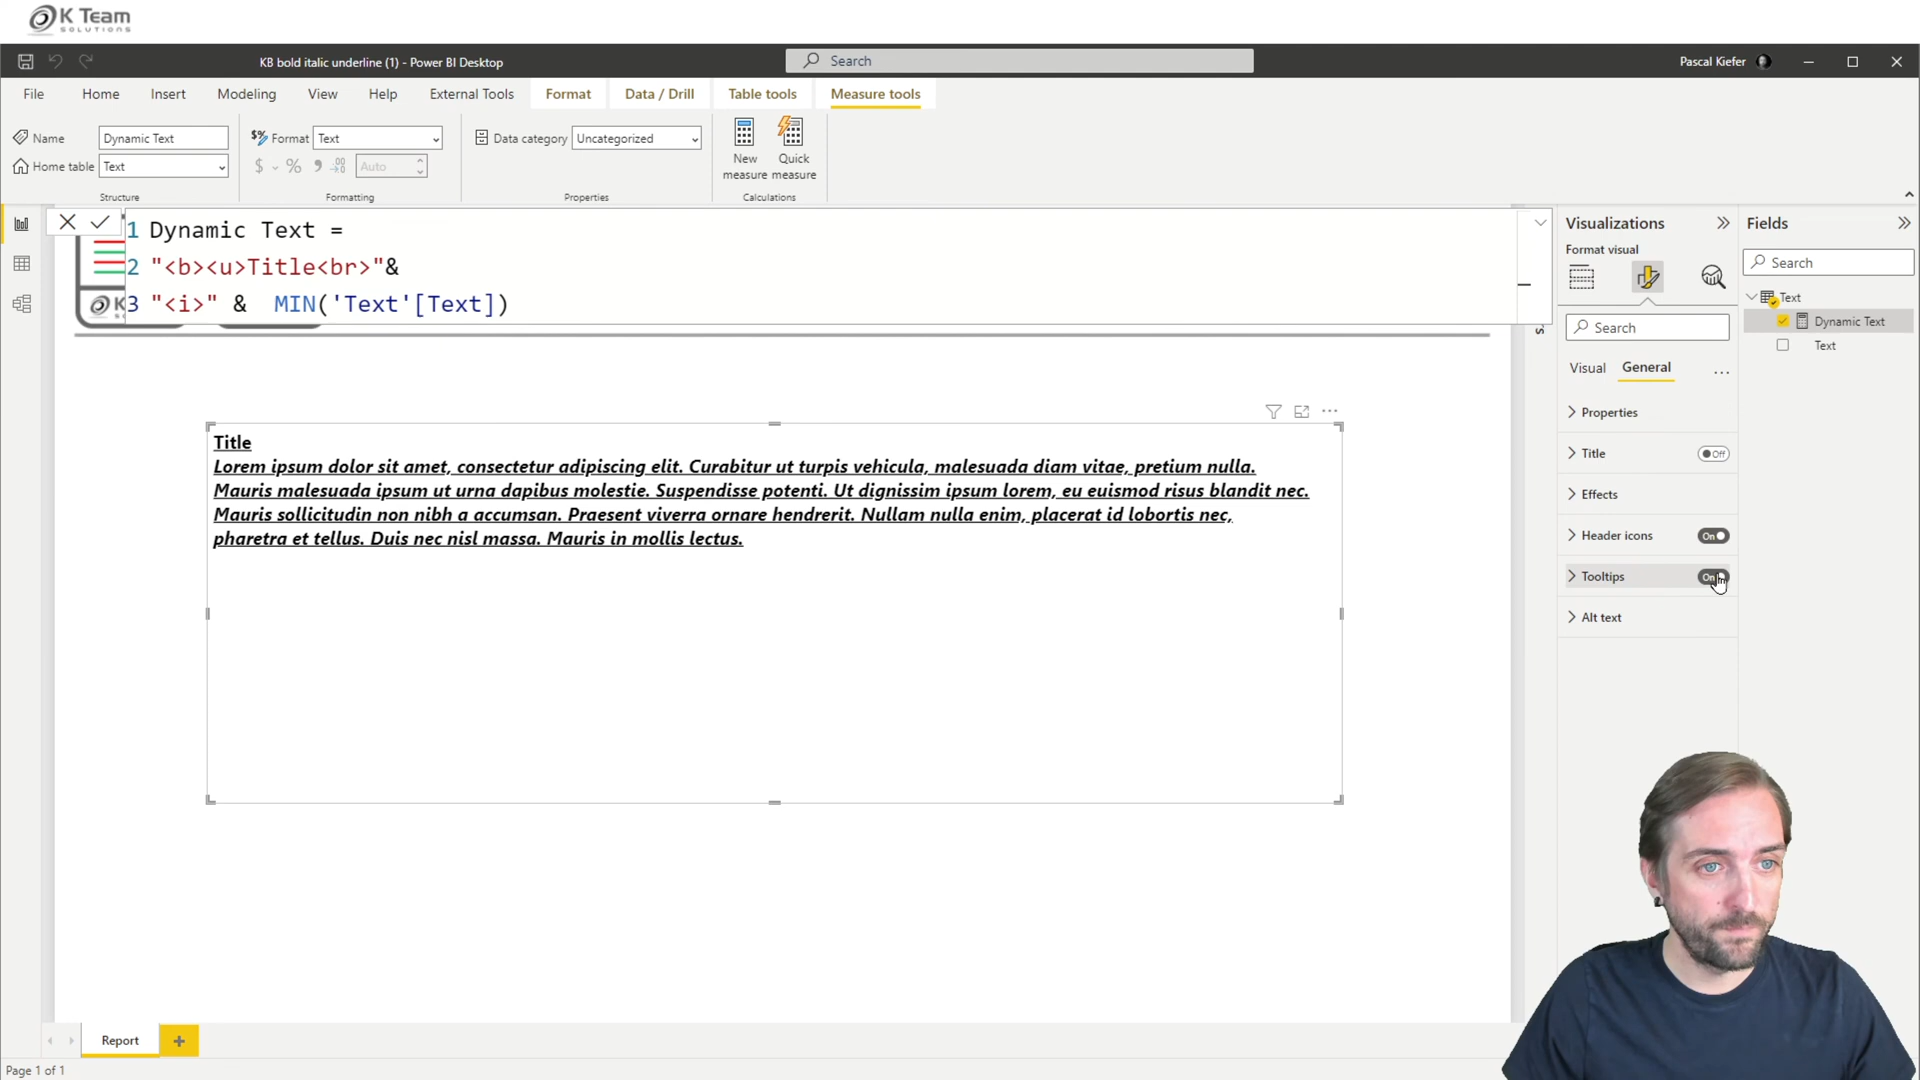 K Team
SOLUTIONS
KB bold italic underline (1) - Power BI Desktop
Search
Pascal Kiefer
File
Home
Insert
Modeling
View
Help
External Tools
Format
Data / Drill
Table tools
Measure tools
Name
Dynamic Text
Home table
Text
Structure
Format
Text
$ % 9 .00
Auto
Formatting
Data category
Uncategorized
Properties
New measure
Quick measure
Calculations
1 Dynamic Text =
2 "<b><u>Title<br>"&
3 "<i>" & MIN('Text'[Text])
K
Title
Lorem ipsum dolor sit amet, consectetur adipiscing elit. Curabitur ut turpis vehicula, malesuada diam vitae, pretium nulla.
Mauris malesuada ipsum ut urna dapibus molestie. Suspendisse potenti. Ut dignissim ipsum lorem, eu euismod risus blandit nec.
Mauris sollicitudin non nibh a accumsan. Praesent viverra ornare hendrerit. Nullam nulla enim, placerat id lobortis nec,
pharetra et tellus. Duis nec nisl massa. Mauris in mollis lectus.
Visualizations
Format visual
Search
Visual
General
...
Properties
Title
Off
Effects
Header icons
On
Tooltips
On
Alt text
Fields
Search
Text
Dynamic Text
Text
Report
+
Page 1 of 1